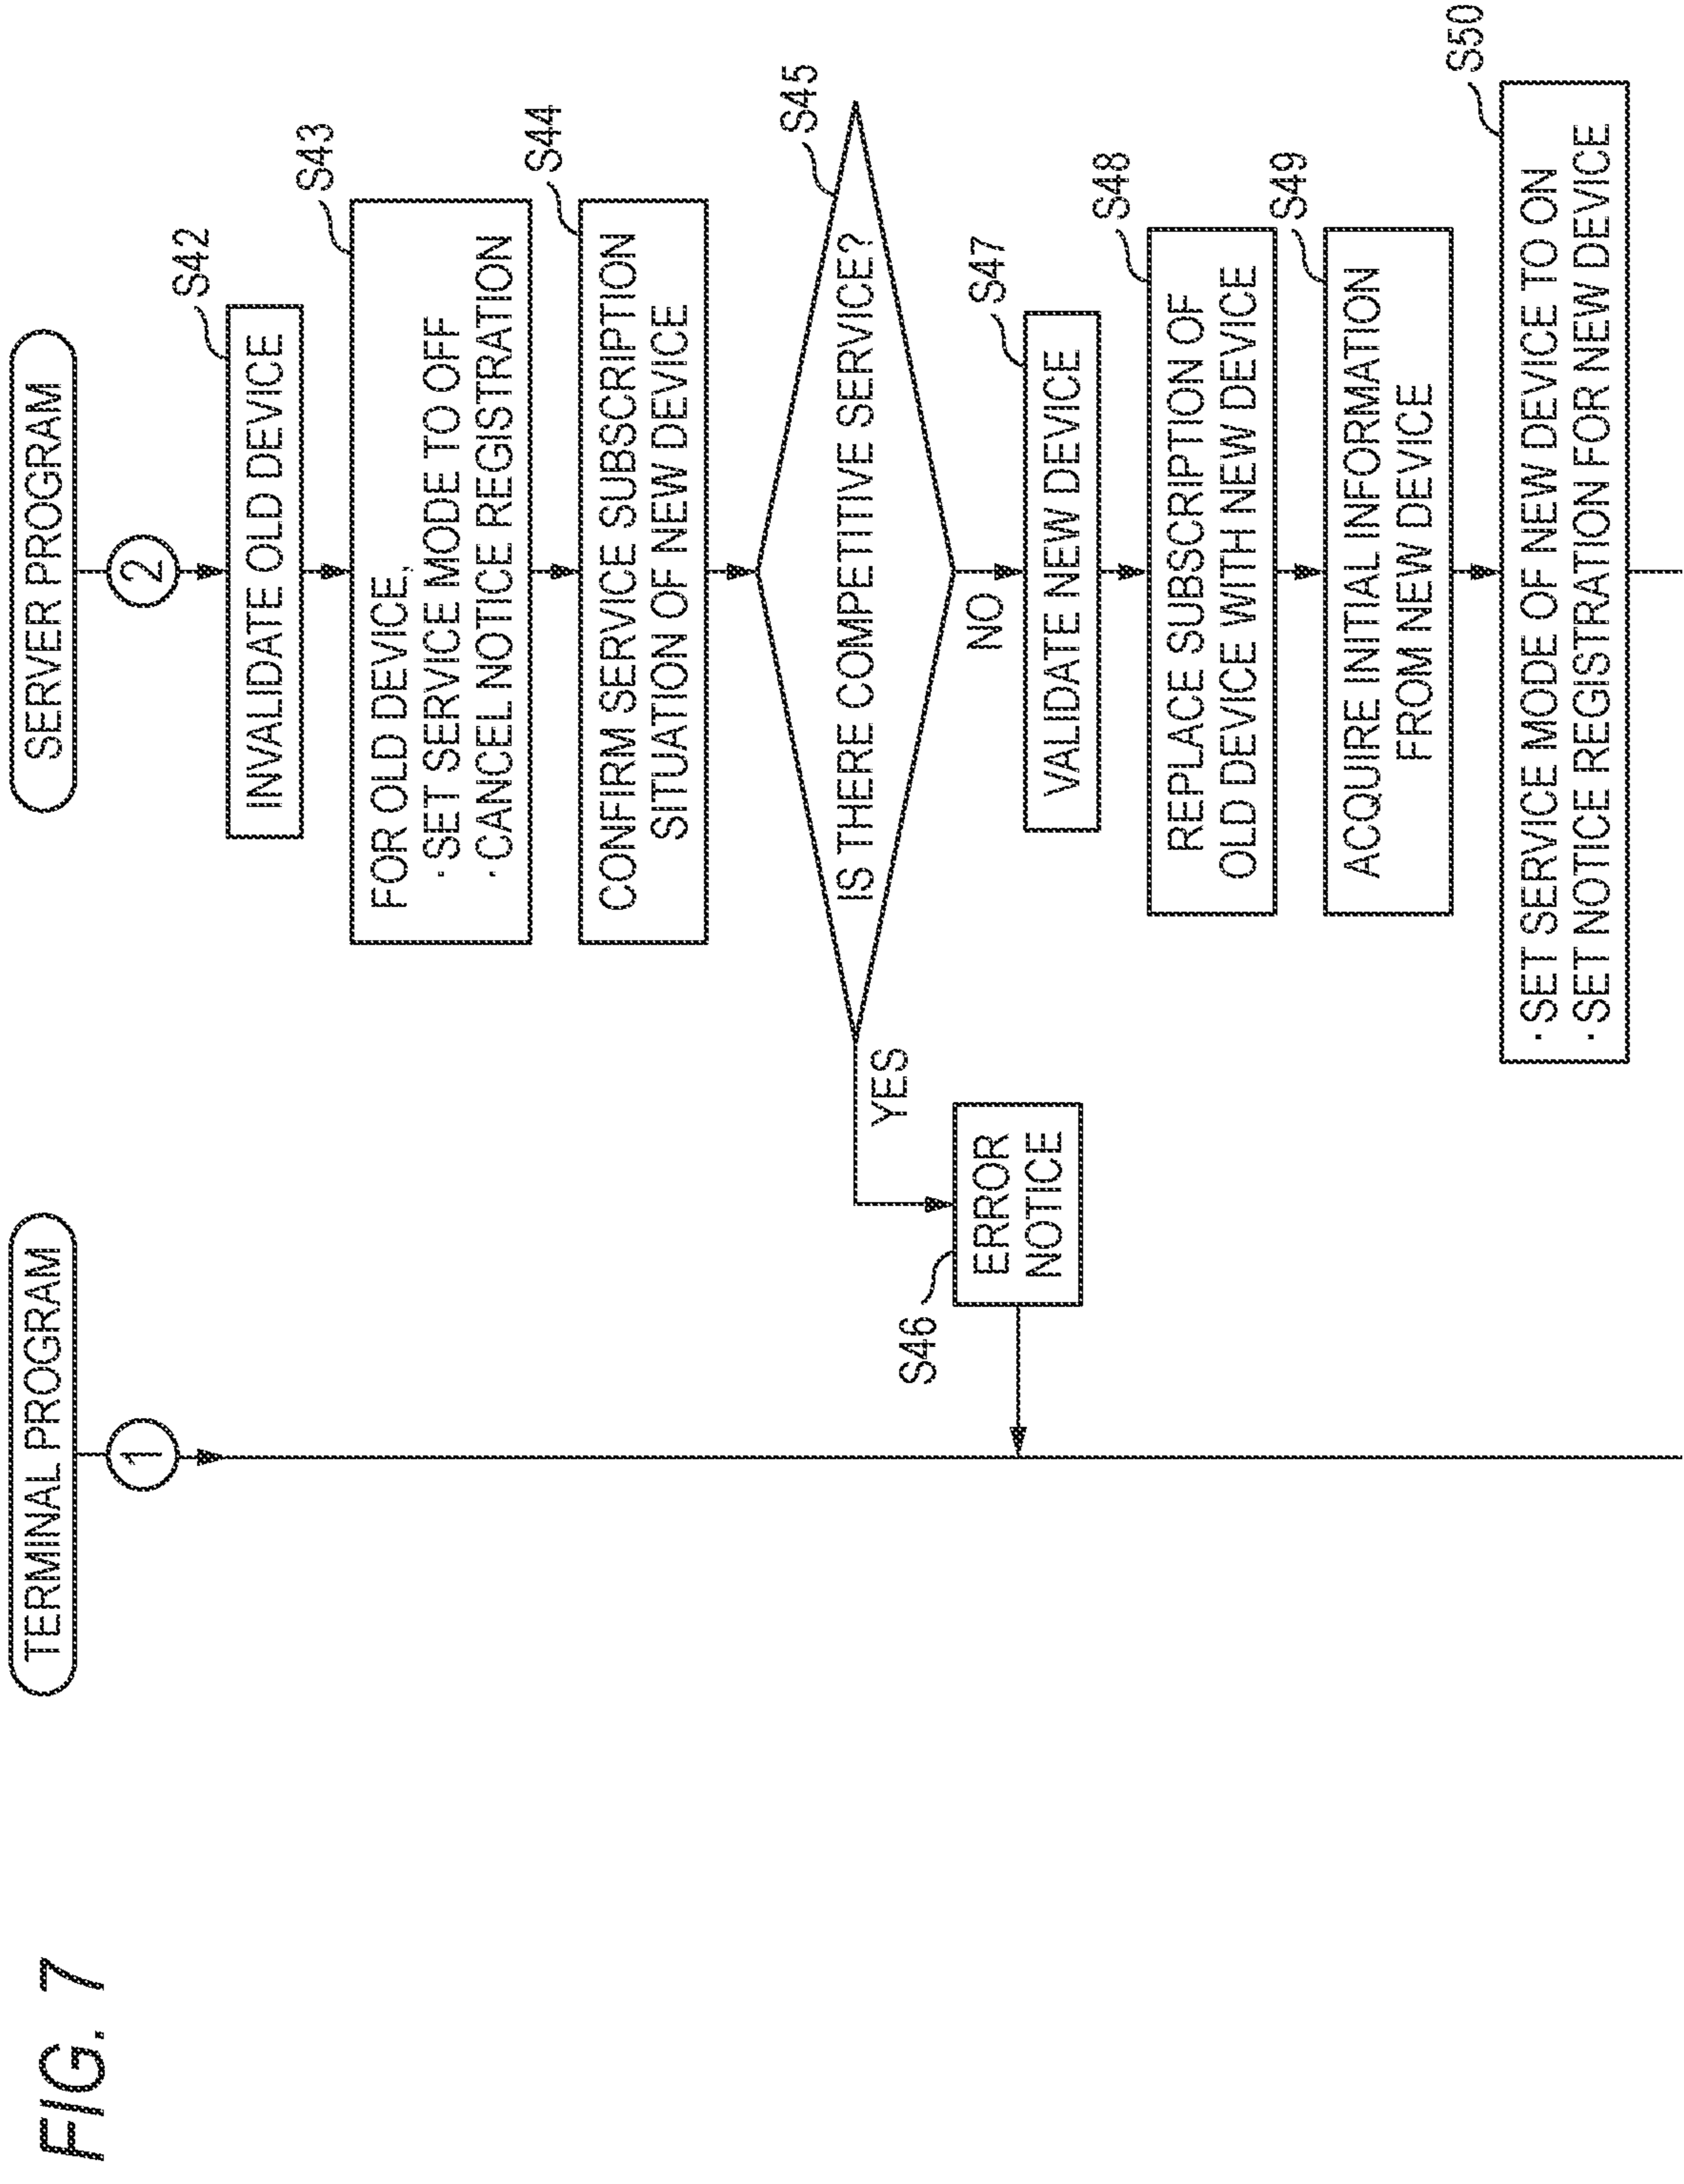 FIG. 7
TERMINAL PROGRAM
1
SERVER PROGRAM
2
S42
INVALIDATE OLD DEVICE
S43
FOR OLD DEVICE,
· SET SERVICE MODE TO OFF
· CANCEL NOTICE REGISTRATION
S44
CONFIRM SERVICE SUBSCRIPTION
SITUATION OF NEW DEVICE
S45
IS THERE COMPETITIVE SERVICE?
YES
S46
ERROR
NOTICE
NO
S47
VALIDATE NEW DEVICE
S48
REPLACE SUBSCRIPTION OF
OLD DEVICE WITH NEW DEVICE
S49
ACQUIRE INITIAL INFORMATION
FROM NEW DEVICE
S50
· SET SERVICE MODE OF NEW DEVICE TO ON
· SET NOTICE REGISTRATION FOR NEW DEVICE